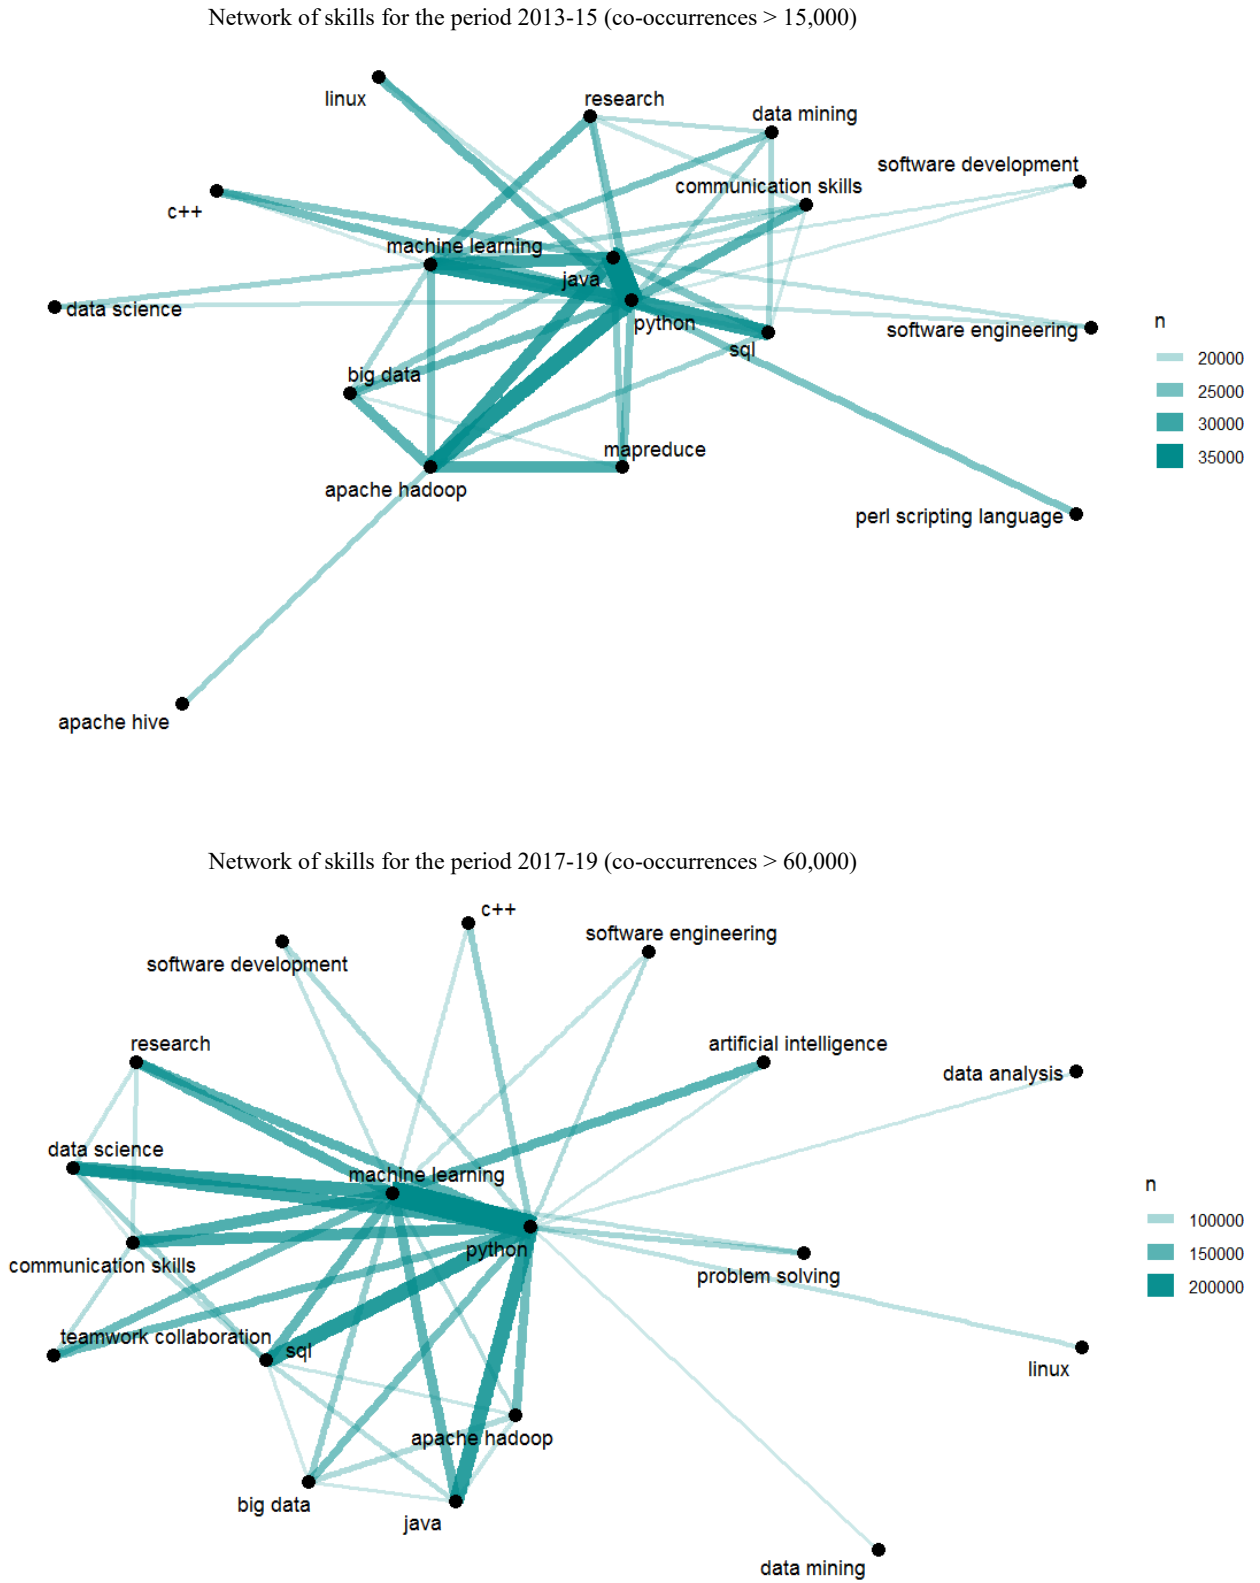 Network of skills for the period 2013-15 (co-occurrences > 15,000)
linux
research
data mining
software development
communication skills
c++
machine learning
java
data science
python
software engineering
sql
big data
mapreduce
apache hadoop
perl scripting language
apache hive
n
20000
25000
30000
35000
Network of skills for the period 2017-19 (co-occurrences > 60,000)
c++
software engineering
software development
research
artificial intelligence
data analysis
data science
machine learning
python
communication skills
problem solving
teamwork collaboration
sql
linux
apache hadoop
big data
java
data mining
n
100000
150000
200000